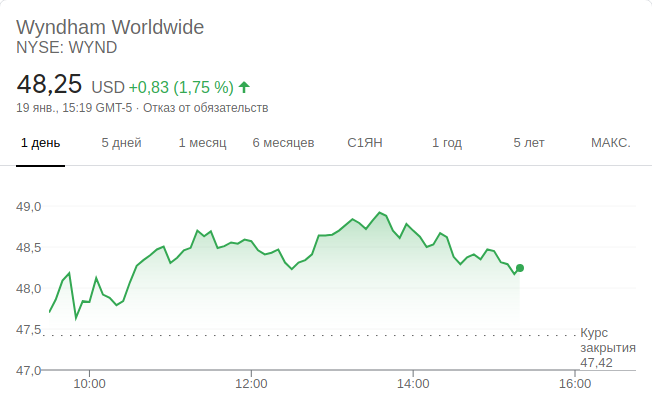 Wyndham Worldwide
NYSE: WYND
48,25 USD +0,83 (1,75 %)
19 янв., 15:19 GMT-5 · Отказ от обязательств
1 день 5 дней 1 месяц 6 месяцев С1ЯН 1 год 5 лет МАКС.
49,0
48,5
48,0
47,5
Курс
закрытия
47,42
47,0
10:00 12:00 14:00 16:00